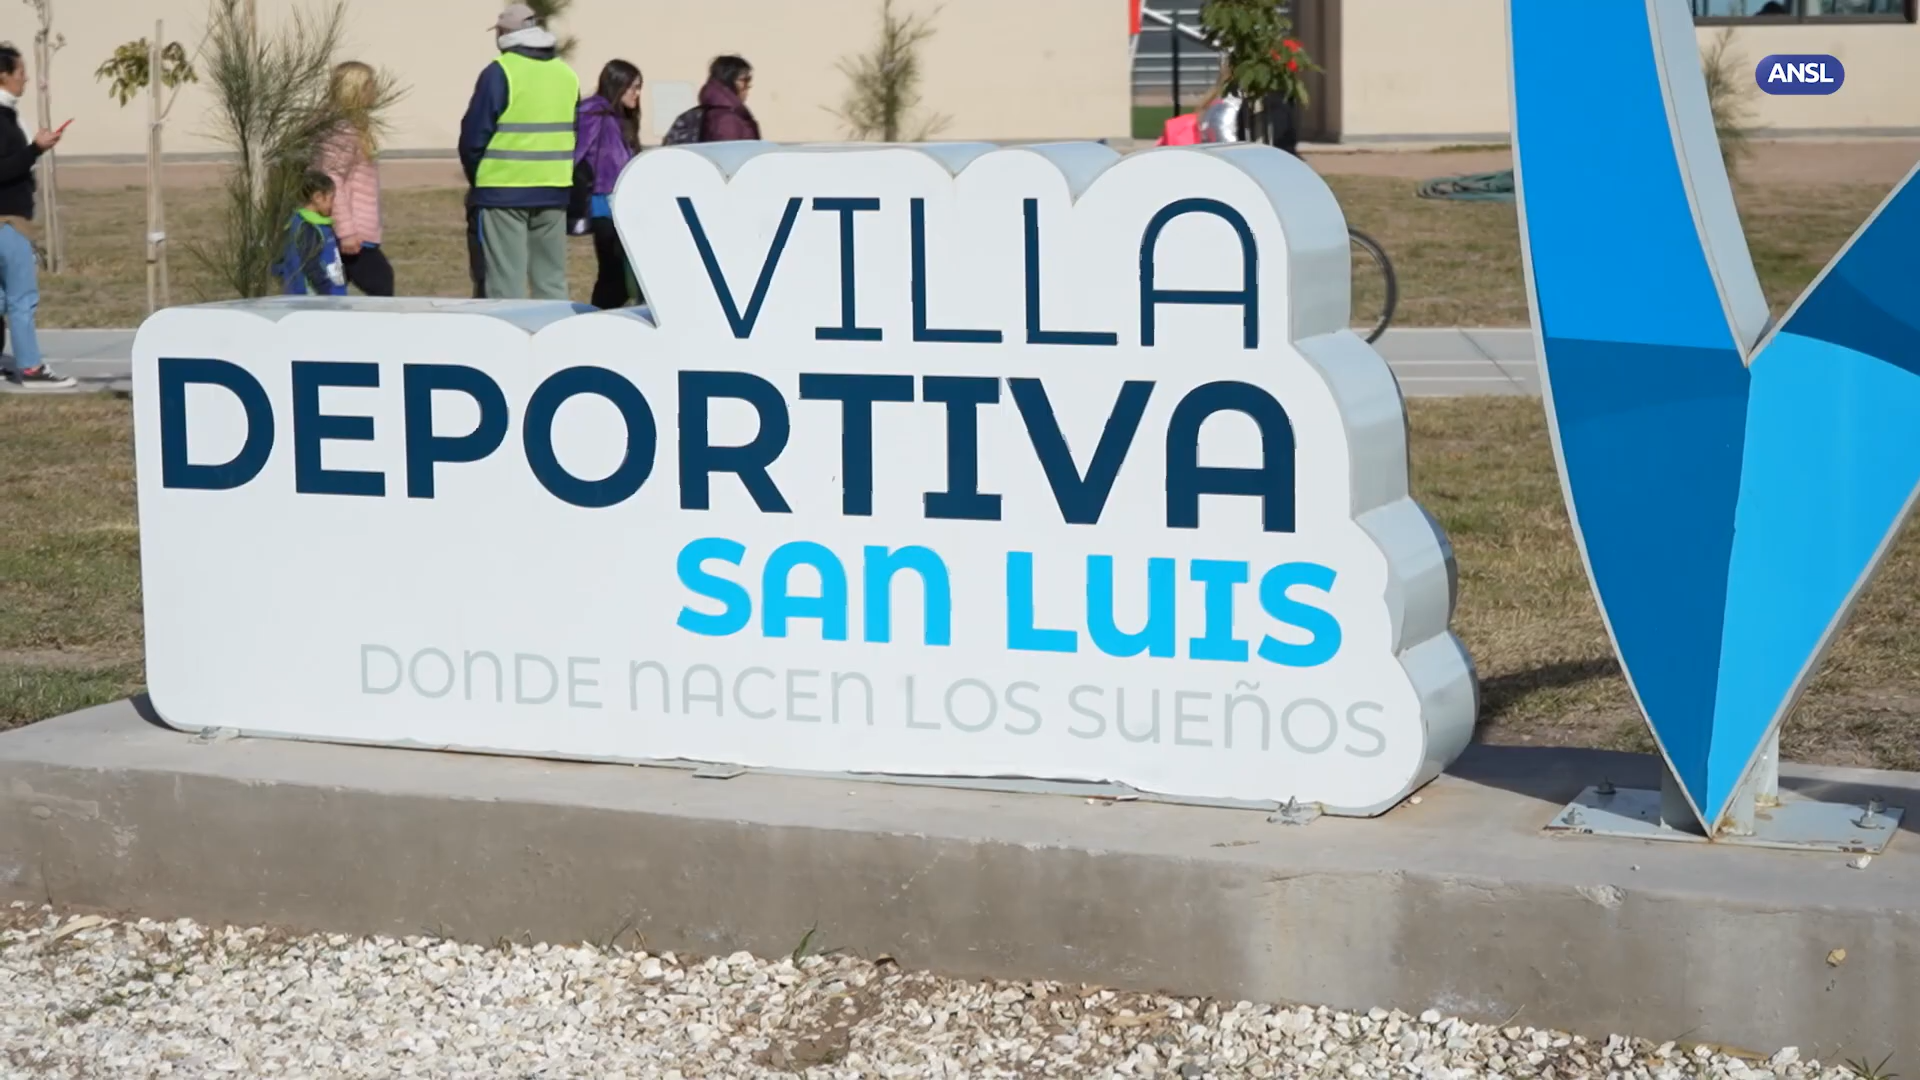 ANSL
VILLA
DEPORTIVA
SAN LUIS
DONDE NACEN LOS SUEÑOS